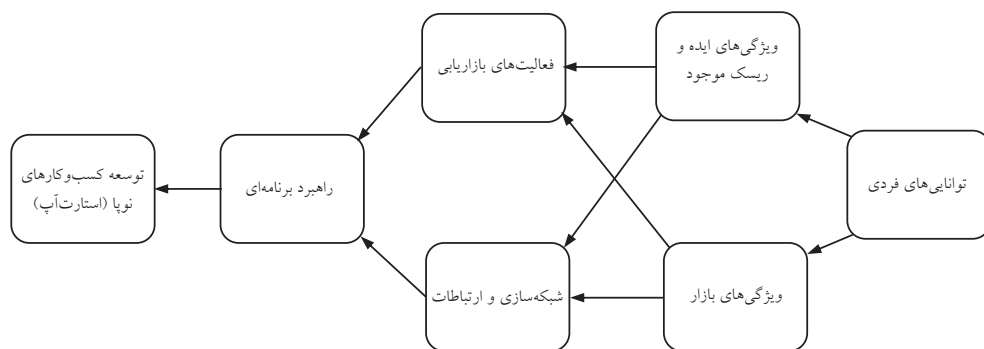 توانایی‌های فردی
ویژگی‌های ایده و
ریسک موجود
ویژگی‌های بازار
فعالیت‌های بازاریابی
شبکه‌سازی و ارتباطات
راهبرد برنامه‌ای
توسعه کسب‌وکارهای
نوپا (استارت‌آپ)